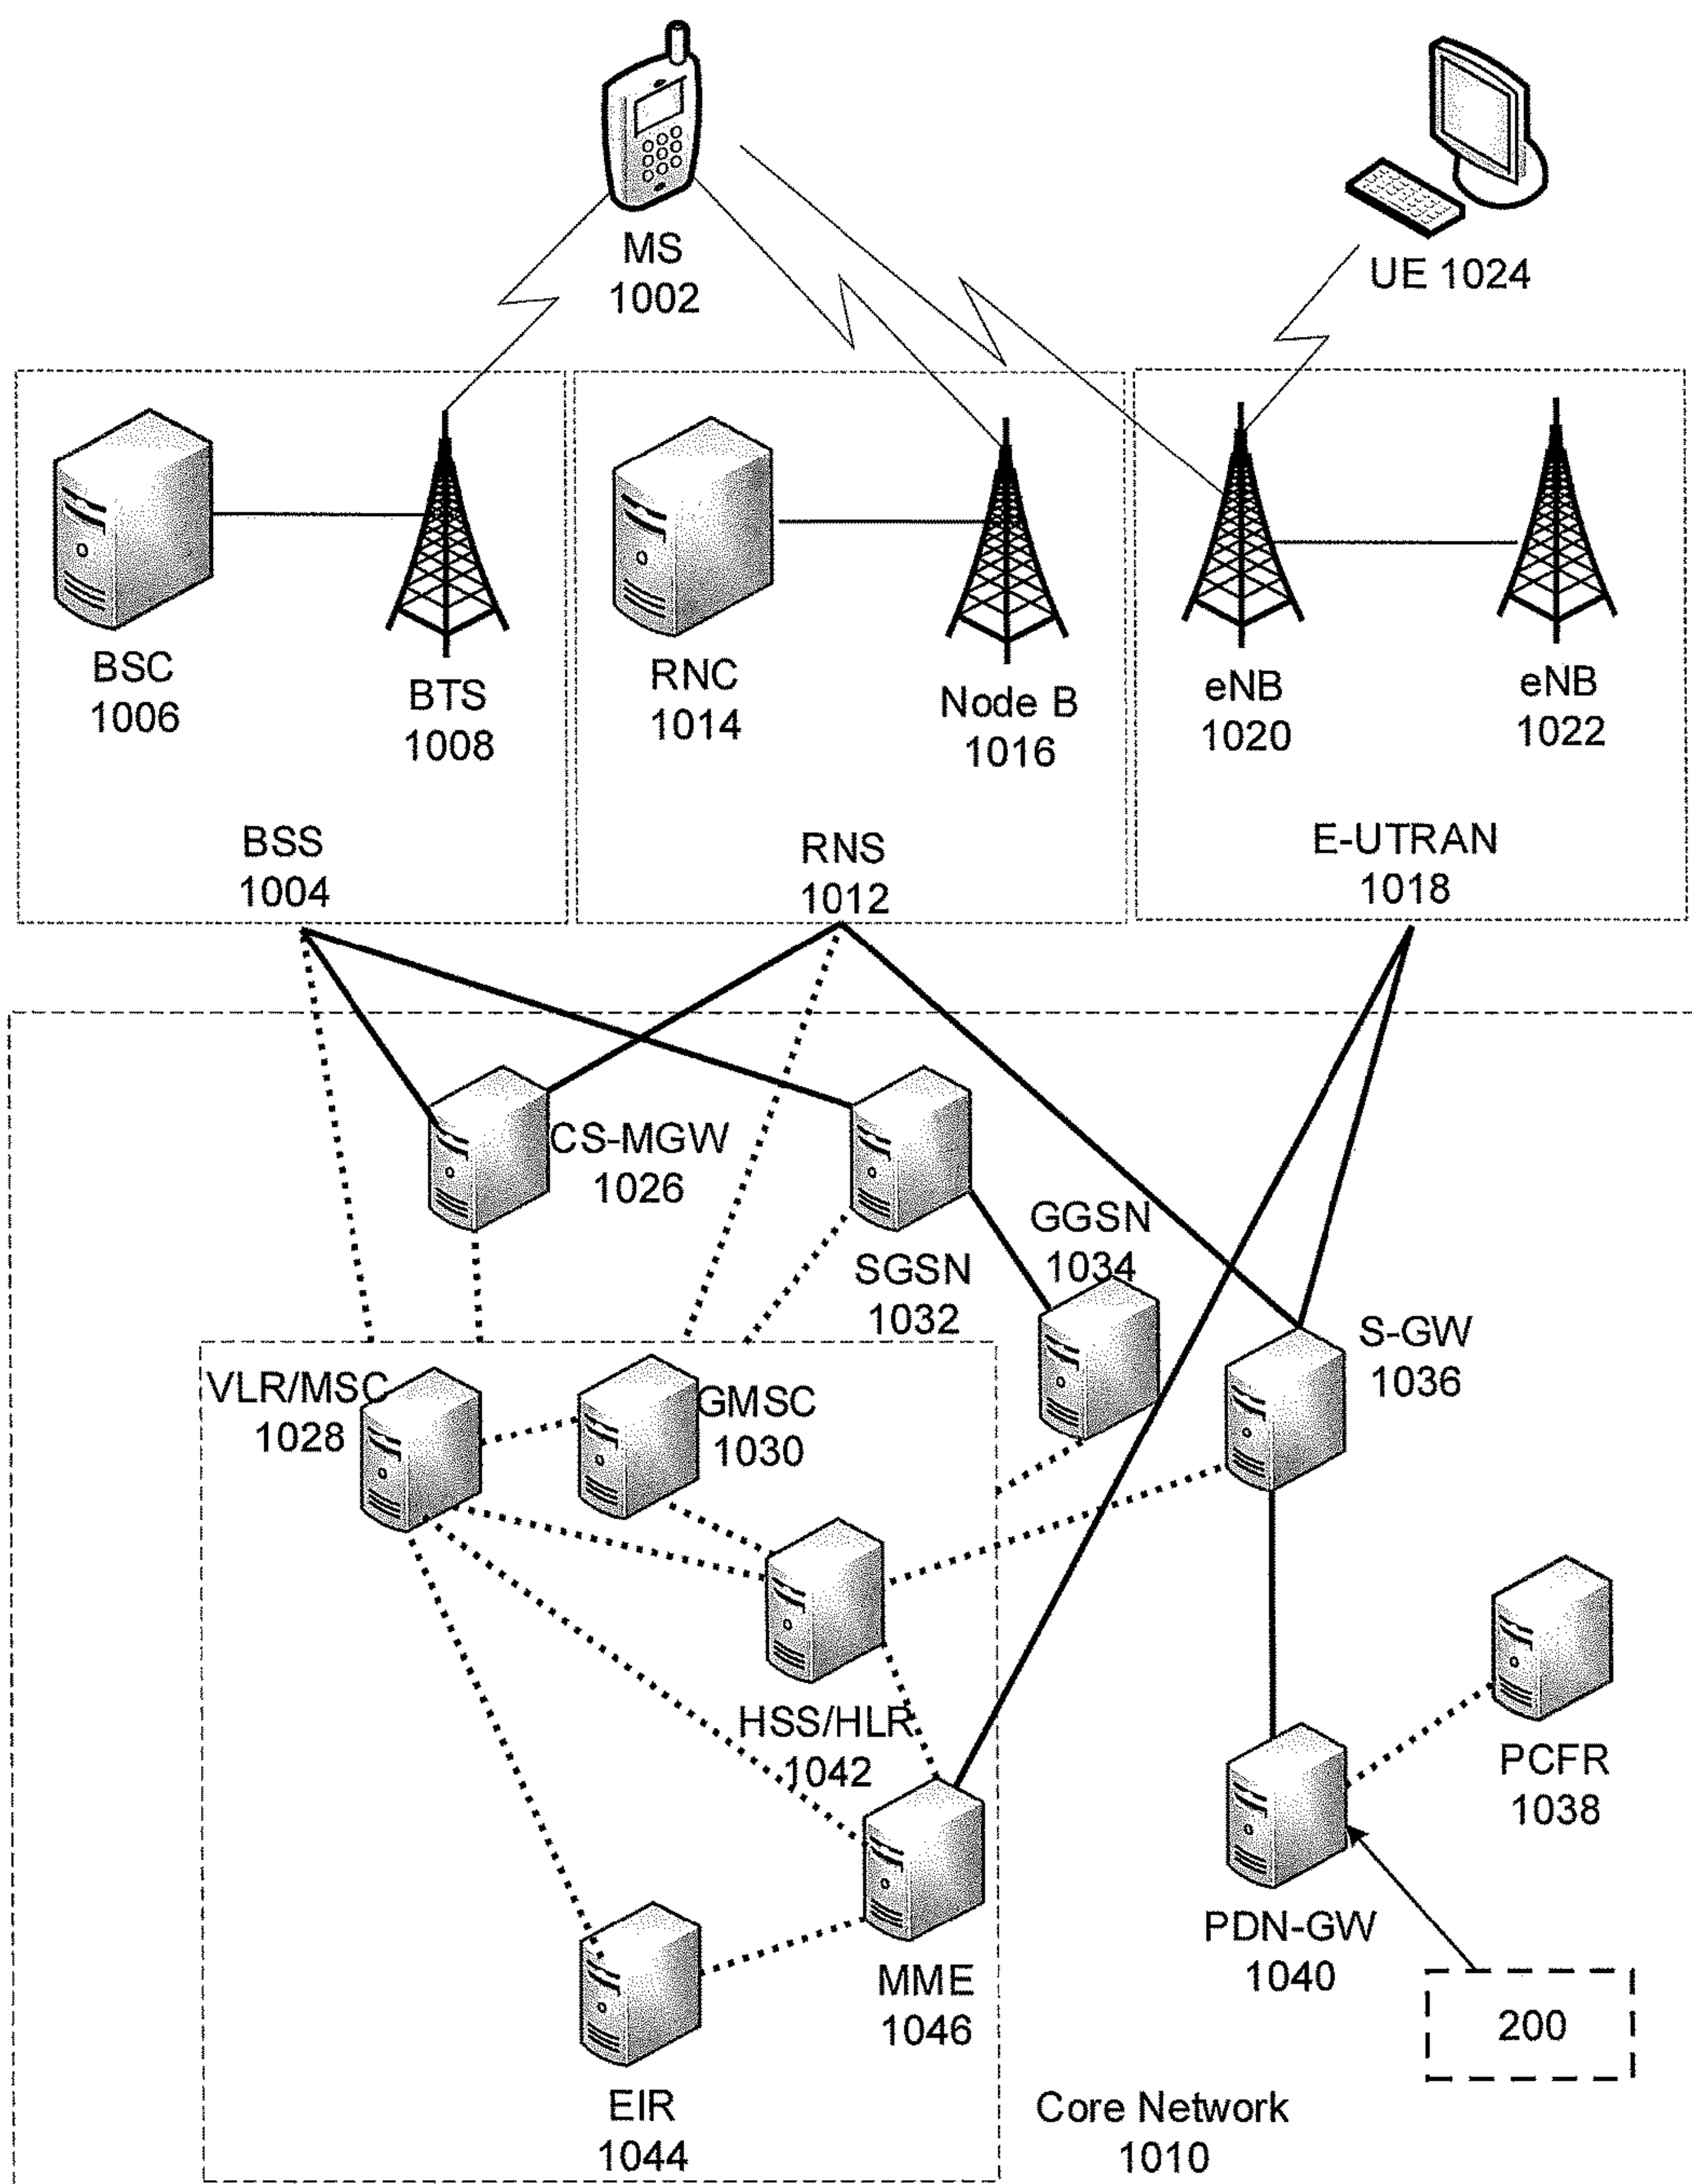 MS
1002
UE 1024
BSC
1006
BTS
1008
RNC
1014
Node B
1016
eNB
1020
eNB
1022
BSS
1004
RNS
1012
E-UTRAN
1018
CS-MGW
1026
SGSN
1032
GGSN
1034
S-GW
1036
VLR/MSC
1028
GMSC
1030
HSS/HLR
1042
PCFR
1038
PDN-GW
1040
MME
1046
200
EIR
1044
Core Network
1010